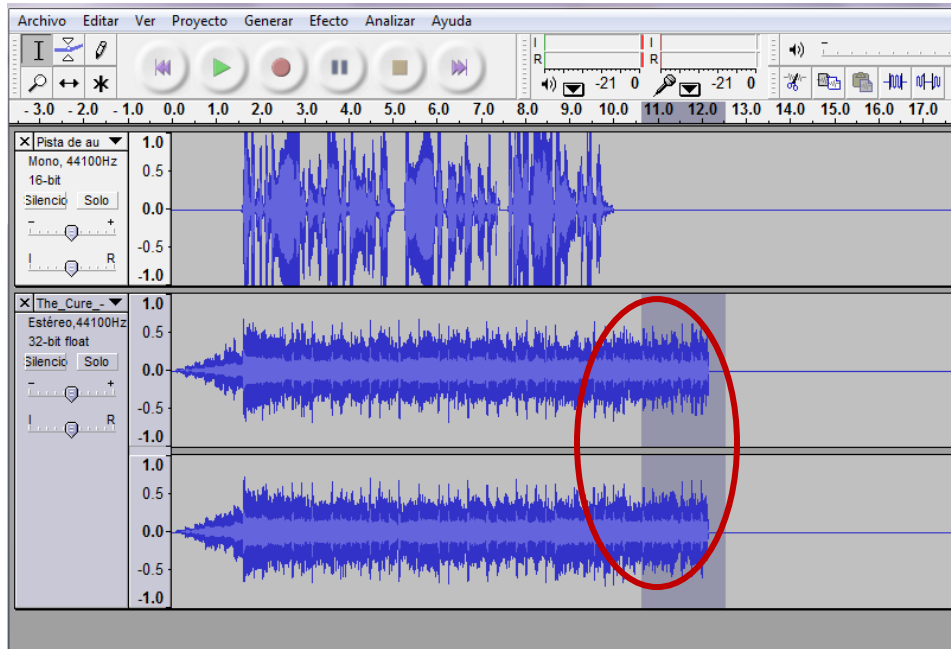 Archivo Editar Ver Proyecto Generar Efecto Analizar Ayuda
I I
R R
-21 0 -21 0
- 3.0 - 2.0 - 1.0 0.0 1.0 2.0 3.0 4.0 5.0 6.0 7.0 8.0 9.0 10.0 11.0 12.0 13.0 14.0 15.0 16.0 17.0
X Pista de au
Mono, 44100Hz
16-bit
Silencio Solo
- +
I R
1.0
0.5
0.0
-0.5
-1.0
X The_Cure_-
Estéreo,44100Hz
32-bit float
Silencio Solo
- +
I R
1.0
0.5
0.0
-0.5
-1.0
1.0
0.5
0.0
-0.5
-1.0